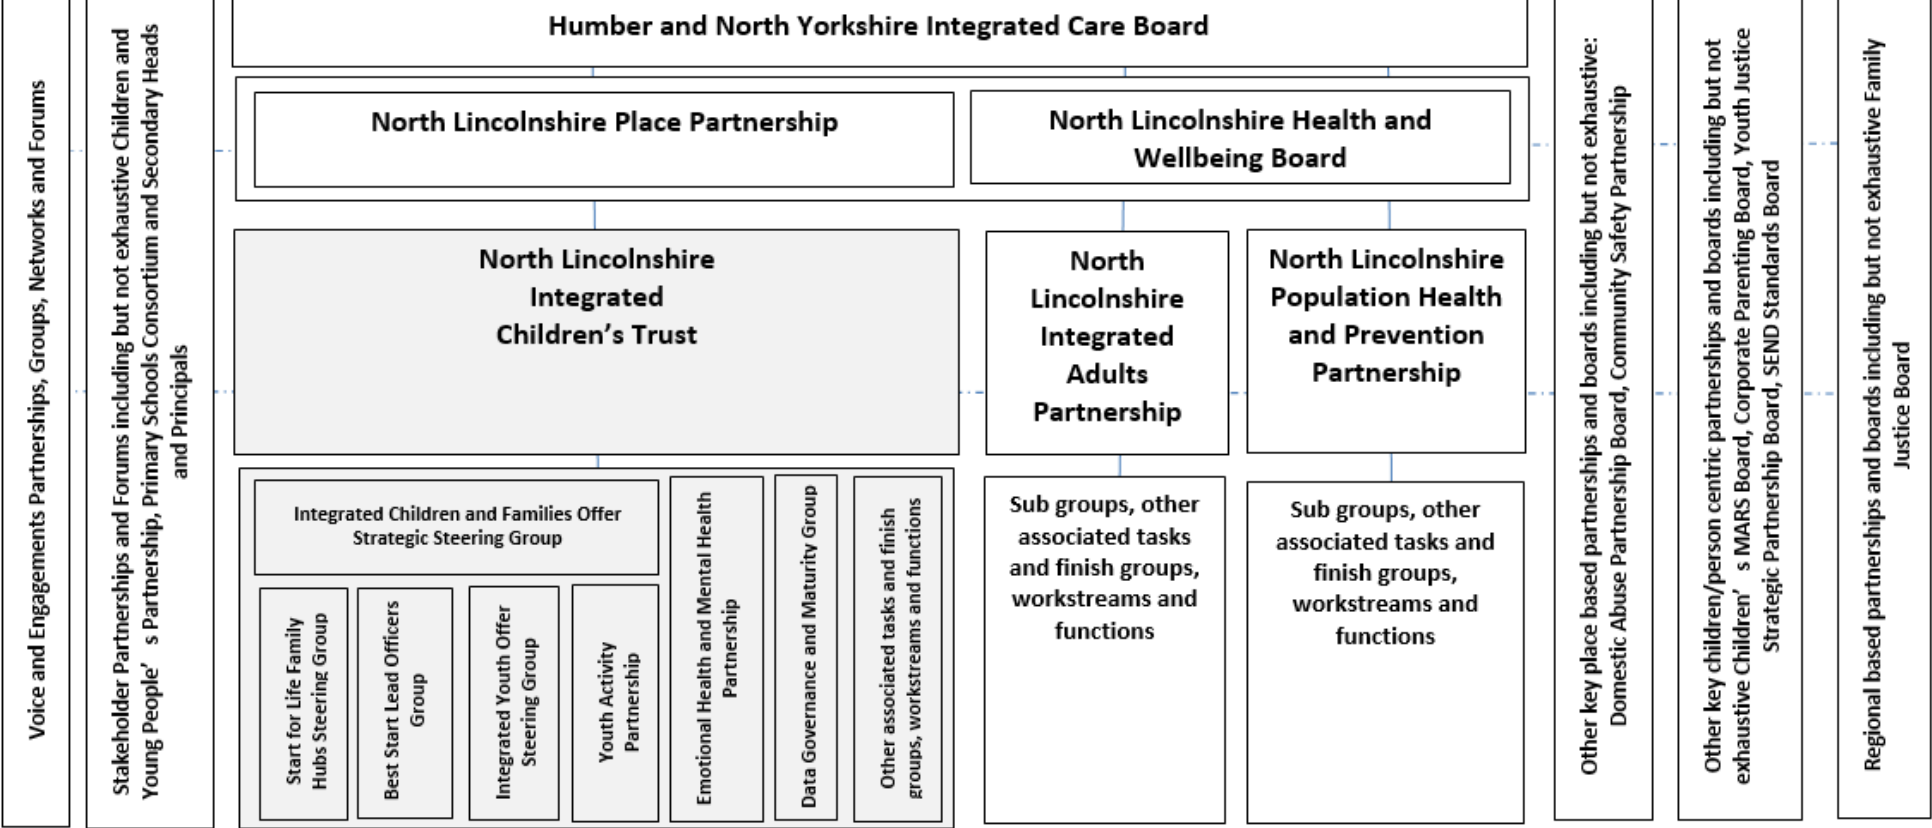 Voice and Engagements Partnerships, Groups, Networks and Forums
Stakeholder Partnerships and Forums including but not exhaustive Children and
Young People’ s Partnership, Primary Schools Consortium and Secondary Heads
and Principals
Humber and North Yorkshire Integrated Care Board
North Lincolnshire Place Partnership
North Lincolnshire Health and
Wellbeing Board
North Lincolnshire
Integrated
Children’s Trust
North
Lincolnshire
Integrated
Adults
Partnership
North Lincolnshire
Population Health
and Prevention
Partnership
Integrated Children and Families Offer
Strategic Steering Group
Start for Life Family
Hubs Steering Group
Best Start Lead Officers
Group
Integrated Youth Offer
Steering Group
Youth Activity
Partnership
Emotional Health and Mental Health
Partnership
Data Governance and Maturity Group
Other associated tasks and finish
groups, workstreams and functions
Sub groups, other
associated tasks
and finish groups,
workstreams and
functions
Sub groups, other
associated tasks and
finish groups,
workstreams and
functions
Other key place based partnerships and boards including but not exhaustive:
Domestic Abuse Partnership Board, Community Safety Partnership
Other key children/person centric partnerships and boards including but not
exhaustive Children’ s MARS Board, Corporate Parenting Board, Youth Justice
Strategic Partnership Board, SEND Standards Board
Regional based partnerships and boards including but not exhaustive Family
Justice Board